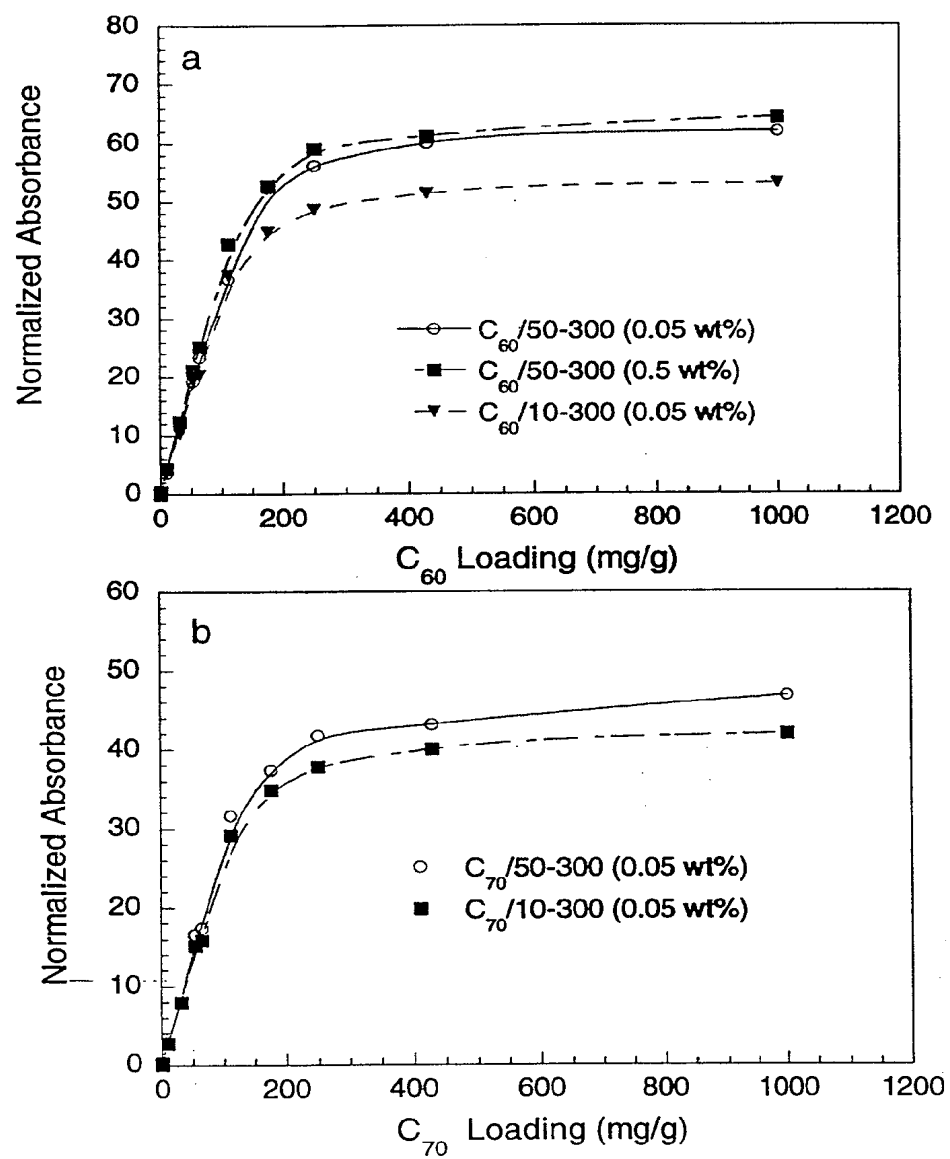 a
Normalized Absorbance
80
70
60
50
40
30
20
10
0
C60/50-300 (0.05 wt%)
C60/50-300 (0.5 wt%)
C60/10-300 (0.05 wt%)
0 200 400 600 800 1000 1200
C60 Loading (mg/g)
b
Normalized Absorbance
60
50
40
30
20
10
0
C70/50-300 (0.05 wt%)
C70/10-300 (0.05 wt%)
0 200 400 600 800 1000 1200
C70 Loading (mg/g)